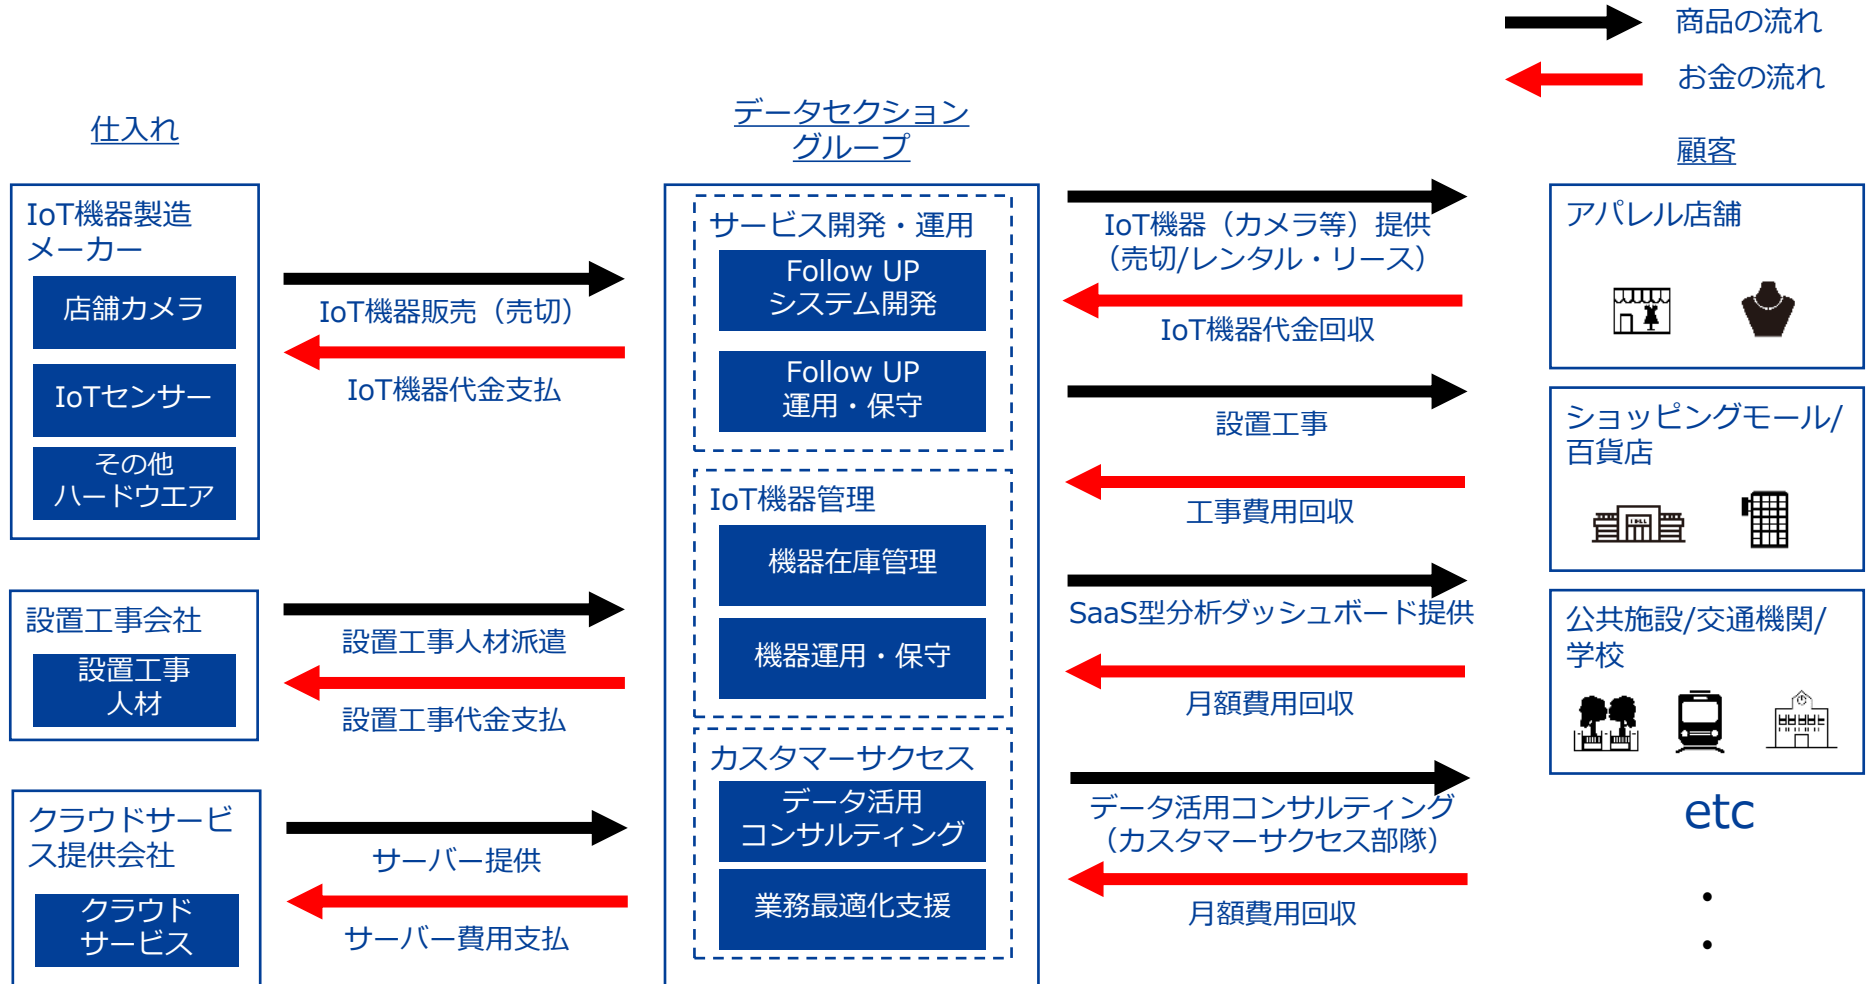 商品の流れ
お金の流れ
仕入れ
IoT機器製造
メーカー
店舗カメラ
IoTセンサー
その他
ハードウエア
設置工事会社
設置工事
人材
クラウドサービ
ス提供会社
クラウド
サービス
IoT機器販売（売切）
IoT機器代金支払
設置工事人材派遣
設置工事代金支払
サーバー提供
サーバー費用支払
データセクション
グループ
サービス開発・運用
Follow UP
システム開発
Follow UP
運用・保守
IoT機器管理
機器在庫管理
機器運用・保守
カスタマーサクセス
データ活用
コンサルティング
業務最適化支援
IoT機器（カメラ等）提供
（売切/レンタル・リース）
IoT機器代金回収
設置工事
工事費用回収
SaaS型分析ダッシュボード提供
月額費用回収
データ活用コンサルティング
（カスタマーサクセス部隊）
月額費用回収
顧客
アパレル店舗
ショッピングモール/
百貨店
公共施設/交通機関/
学校
etc
・
・